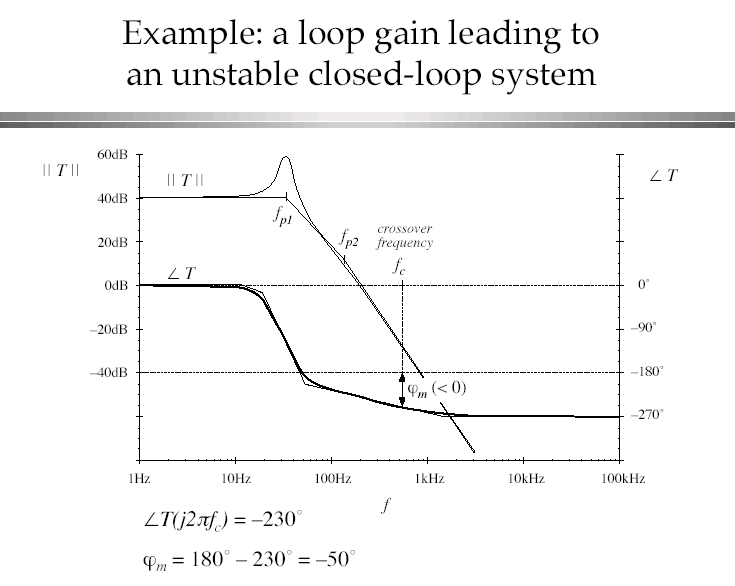 Example: a loop gain leading to
an unstable closed-loop system
|| T ||
60dB
40dB
20dB
0dB
–20dB
–40dB
|| T ||
fp1
fp2
crossover
frequency
fc
∠ T
∠ T
0°
–90°
–180°
–270°
φm (< 0)
1Hz
10Hz
100Hz
1kHz
10kHz
100kHz
f
∠T(j2πfc) = –230°
φm = 180° – 230° = –50°